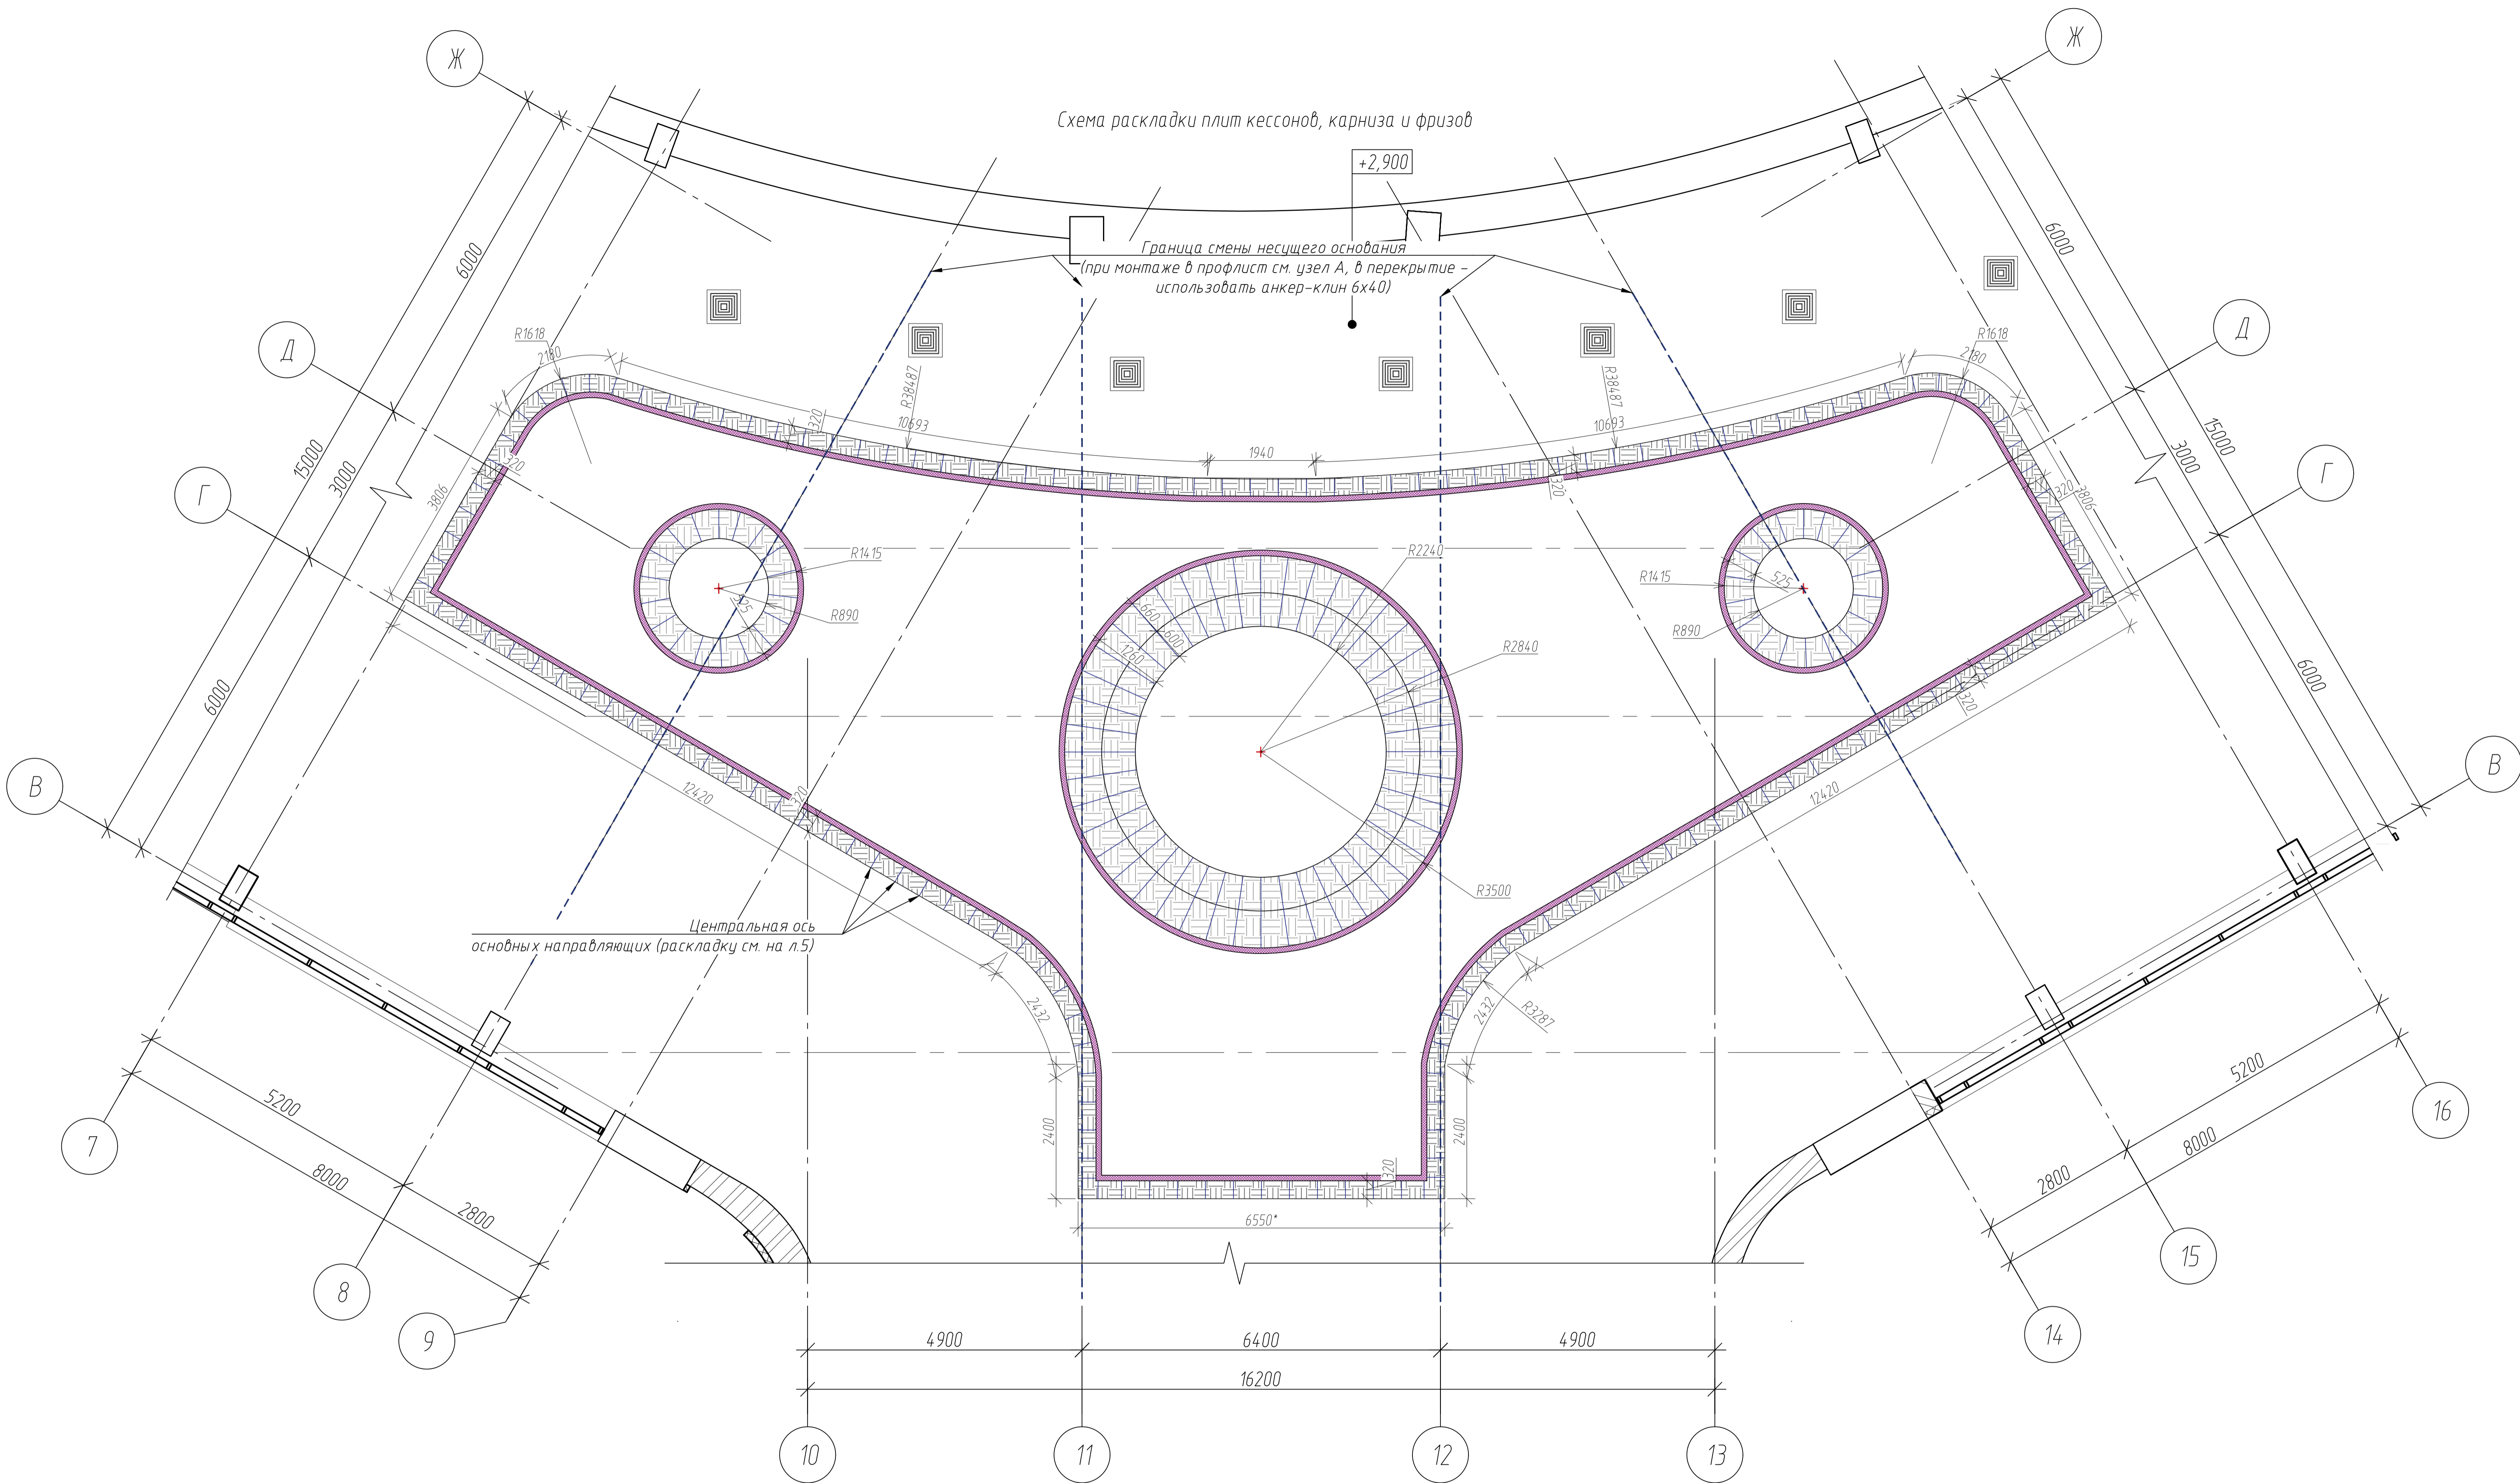 Ж
Ж
Схема раскладки плит кессонов, карниза и фризов
+2,900
Граница смены несущего основания
(при монтаже в профлист см. узел А, в перекрытие –
использовать анкер-клин 6х40)
6000
6000
15000
15000
3000
3000
6000
6000
Д
Д
Г
Г
В
В
R1618
2180
R1618
2180
R38487
R38487
320
10693
10693
1940
320
320
320
3806
3806
R1415
R890
525
R1415
R890
525
R2240
R2840
R3500
660
600
1260
320
320
12420
12420
Центральная ось
основных направляющих (раскладку см. на л.5)
2432
2432
R3287
2400
2400
320
6550*
5200
8000
2800
5200
8000
2800
7
8
9
14
15
16
4900
6400
4900
16200
10
11
12
13